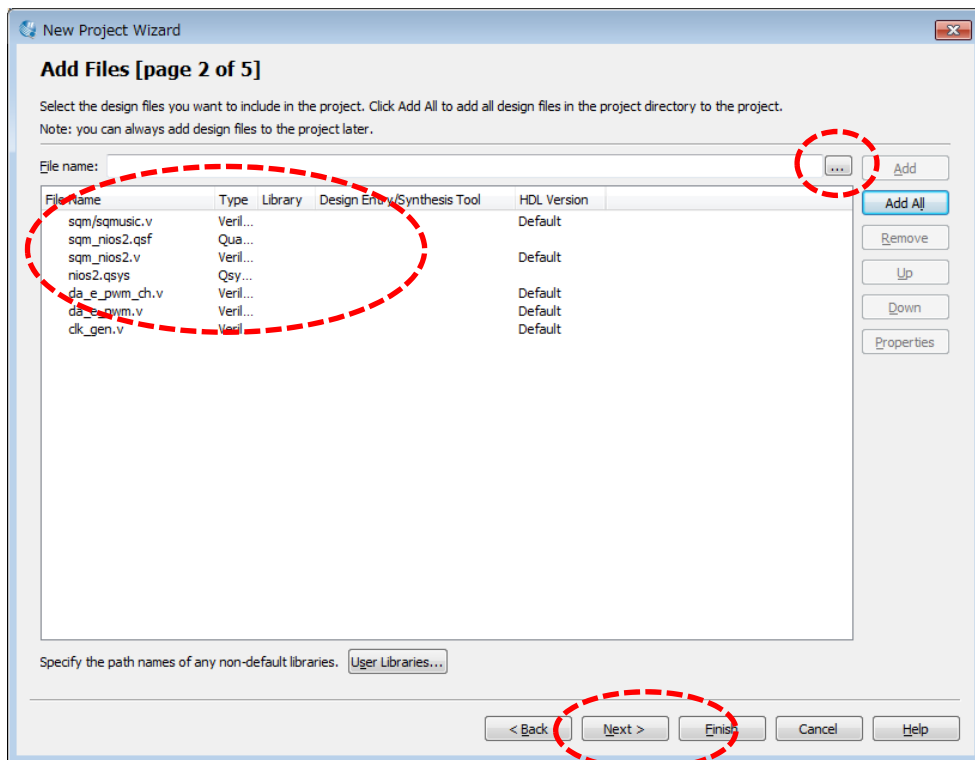 New Project Wizard
Add Files [page 2 of 5]
Select the design files you want to include in the project. Click Add All to add all design files in the project directory to the project.
Note: you can always add design files to the project later.
File name: ... Add
File Name Type Library Design Entry/Synthesis Tool HDL Version Add All
sqm/sqmusic.v Veril... Default
sqm_nios2.qsf Qua... Remove
sqm_nios2.v Veril... Default
nios2.qsys Qsy... Up
da_e_pwm_ch.v Veril... Default
da_e_pwm.v Veril... Default Down
clk_gen.v Veril... Default
Properties
Specify the path names of any non-default libraries. User Libraries...
< Back Next > Finish Cancel Help